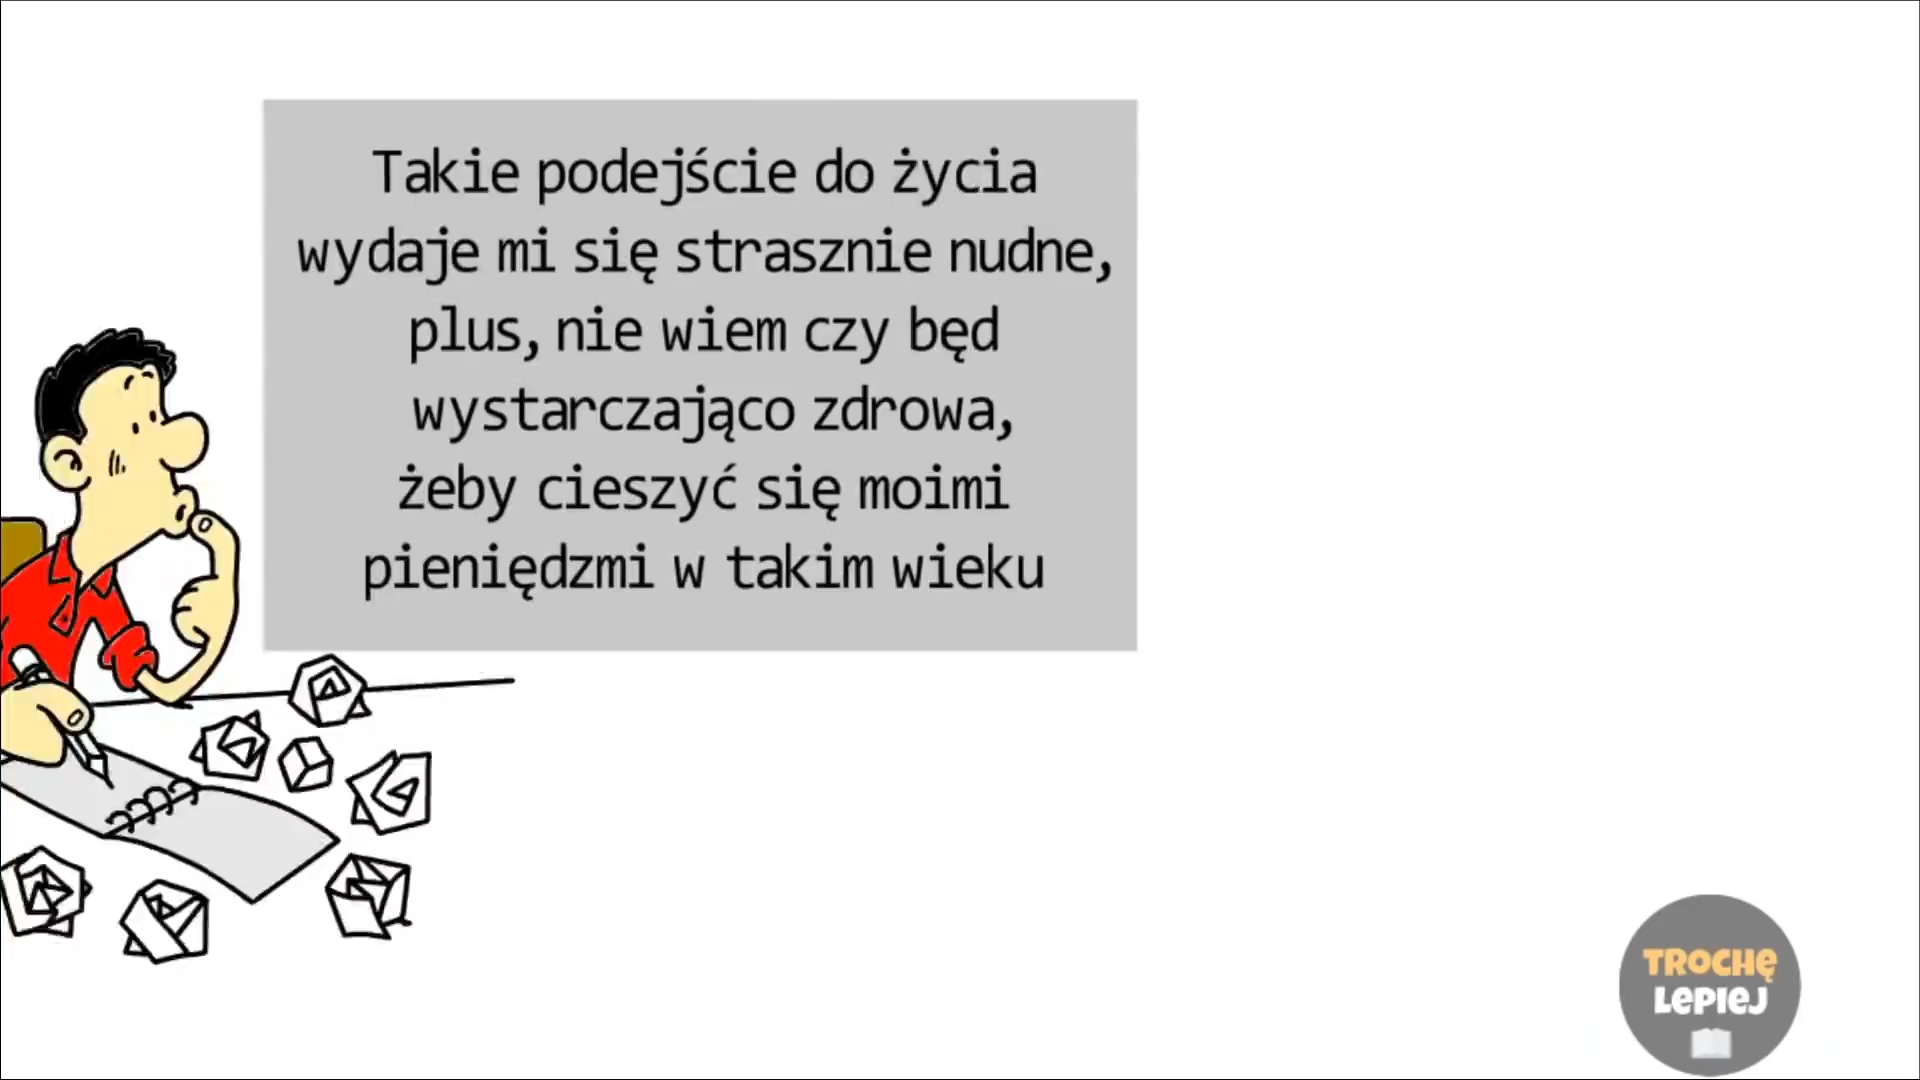 Takie podejście do życia
wydaje mi się strasznie nudne,
plus, nie wiem czy będ
wystarczająco zdrowa,
żeby cieszyć się moimi
pieniędzmi w takim wieku
TROCHĘ
LEPIEJ